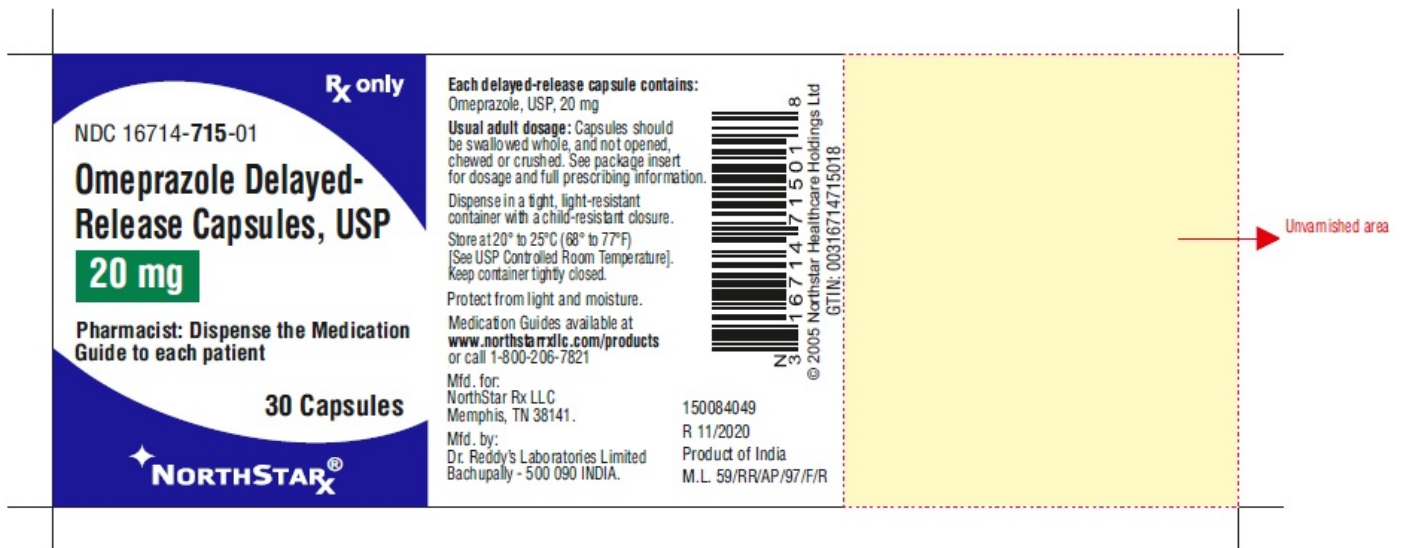 Rx only
NDC 16714-715-01
Omeprazole Delayed-
Release Capsules, USP
20 mg
Pharmacist: Dispense the Medication
Guide to each patient
30 Capsules
NORTHSTARx®
Each delayed-release capsule contains:
Omeprazole, USP, 20 mg
Usual adult dosage: Capsules should
be swallowed whole, and not opened,
chewed or crushed. See package insert
for dosage and full prescribing information.
Dispense in a tight, light-resistant
container with a child-resistant closure.
Store at 20° to 25°C (68° to 77°F)
[See USP Controlled Room Temperature].
Keep container tightly closed.
Protect from light and moisture.
Medication Guides available at
www.northstarrxllc.com/products
or call 1-800-206-7821
Mfd. for:
NorthStar Rx LLC
Memphis, TN 38141.
Mfd. by:
Dr. Reddy's Laboratories Limited
Bachupally - 500 090 INDIA.
N3 16714 71501 8
© 2005 Northstar Healthcare Holdings Ltd
GTIN: 00316714715018
150084049
R 11/2020
Product of India
M.L. 59/RR/AP/97/F/R
Unvarnished area